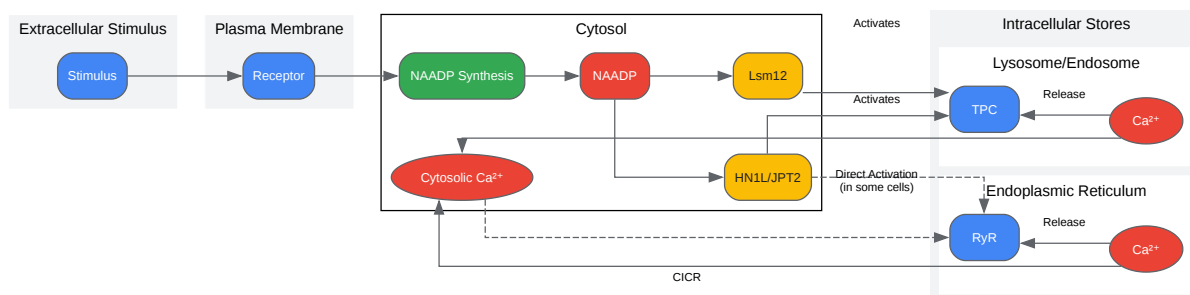 Extracellular Stimulus
Stimulus
Plasma Membrane
Receptor
Cytosol
NAADP Synthesis
NAADP
Lsm12
Cytosolic Ca²⁺
HN1L/JPT2
Activates
Activates
Direct Activation
(in some cells)
CICR
Intracellular Stores
Lysosome/Endosome
TPC
Release
Ca²⁺
Endoplasmic Reticulum
RyR
Release
Ca²⁺